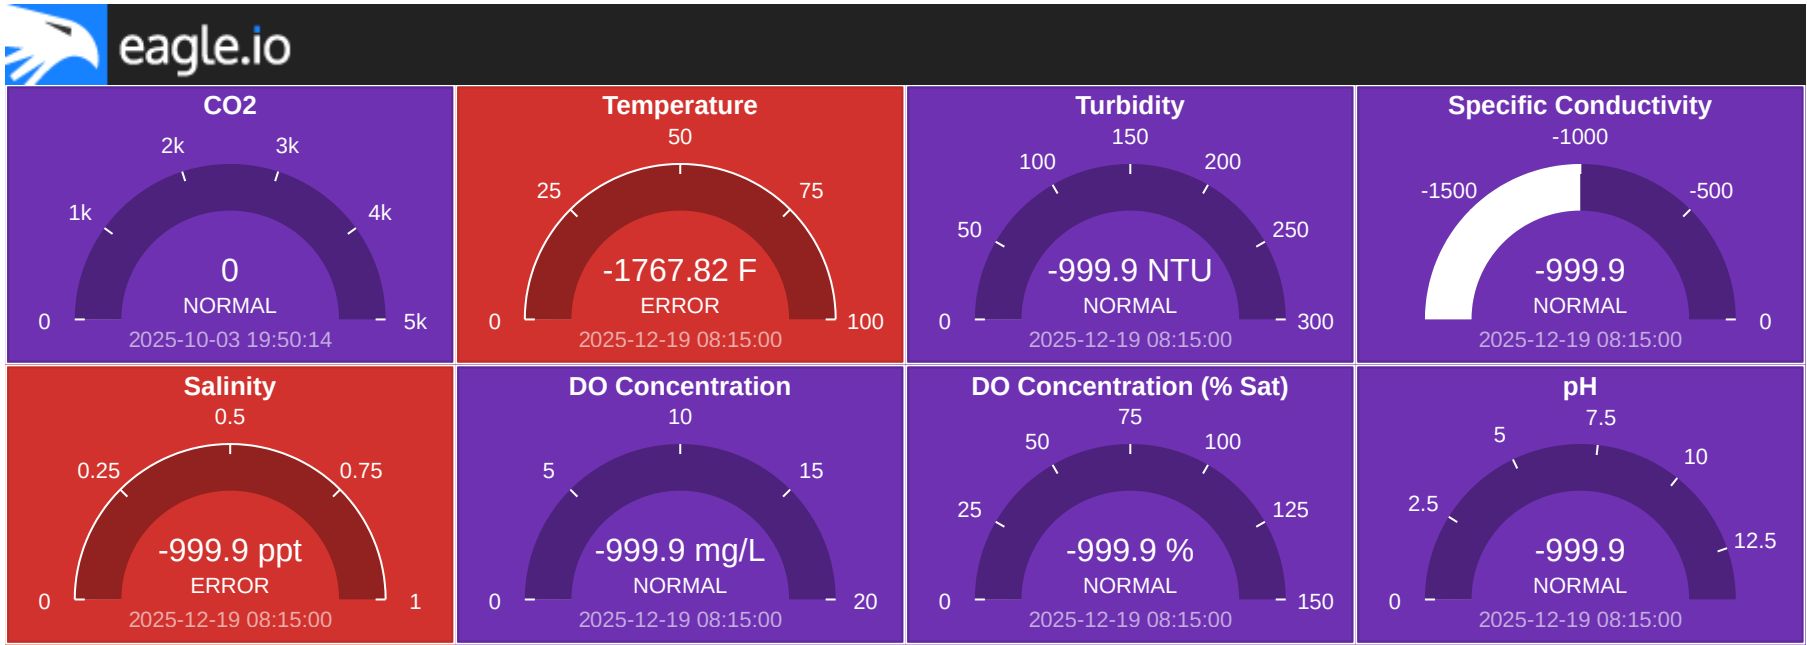 eagle.io
CO2
2k
3k
1k
4k
0
NORMAL
0
5k
2025-10-03 19:50:14
Temperature
50
25
75
-1767.82 F
ERROR
0
100
2025-12-19 08:15:00
Turbidity
150
100
200
50
250
-999.9 NTU
NORMAL
0
300
2025-12-19 08:15:00
Specific Conductivity
-1000
-1500
-500
-999.9
NORMAL
0
2025-12-19 08:15:00
Salinity
0.5
0.25
0.75
-999.9 ppt
ERROR
0
1
2025-12-19 08:15:00
DO Concentration
10
5
15
-999.9 mg/L
NORMAL
0
20
2025-12-19 08:15:00
DO Concentration (% Sat)
75
50
100
25
125
-999.9 %
NORMAL
0
150
2025-12-19 08:15:00
pH
7.5
5
10
2.5
12.5
-999.9
NORMAL
0
2025-12-19 08:15:00